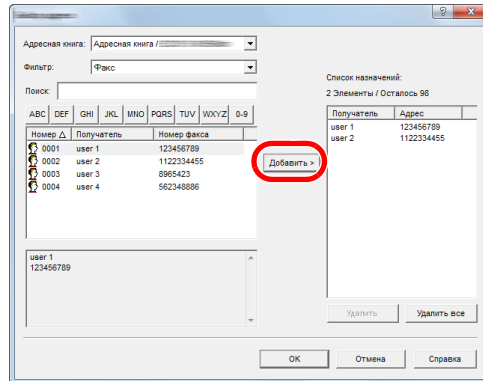 Адресная книга: Адресная книга /
Фильтр: Факс
Поиск:
ABC DEF GHI JKL MNO PQRS TUV WXYZ 0-9
Номер Получатель Номер факса
0001 user 1 123456789
0002 user 2 1122334455
0003 user 3 8965423
0004 user 4 562348886
user 1
123456789
Добавить >
Список назначений:
2 Элементы / Осталось 98
Получатель Адрес
user 1 123456789
user 2 1122334455
Удалить Удалить все
OK Отмена Справка